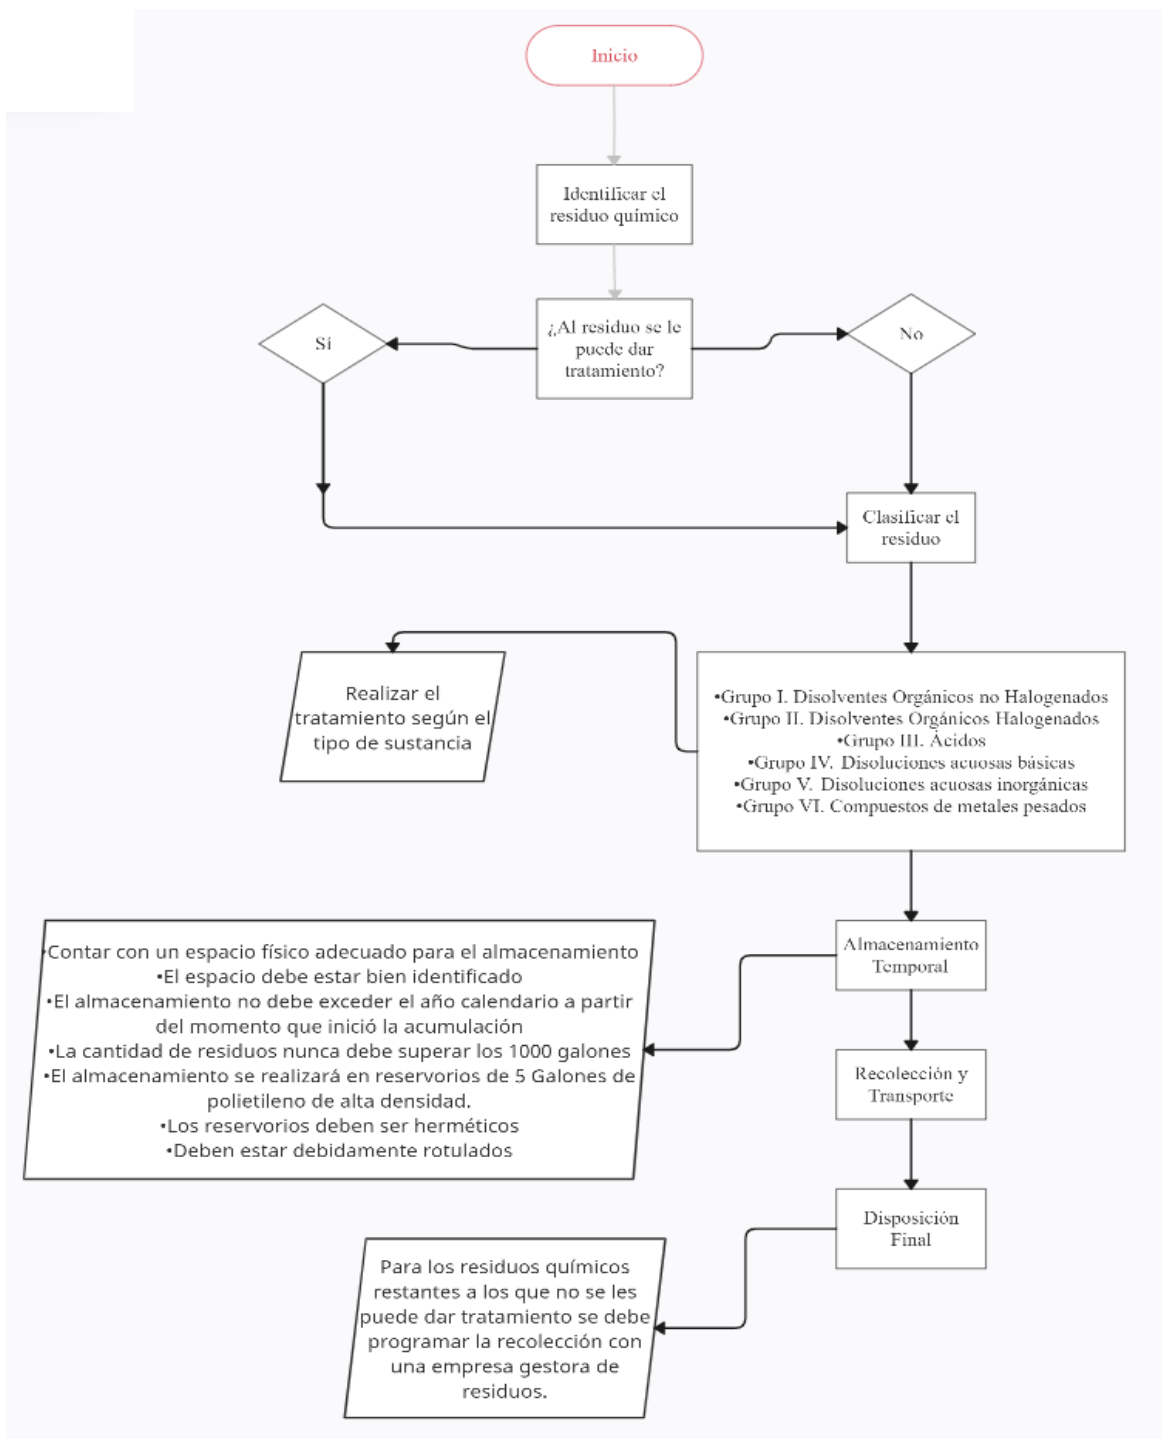 Inicio
Identificar el
residuo químico
¿Al residuo se le
puede dar
tratamiento?
Sí
No
Clasificar el
residuo
Realizar el
tratamiento según el
tipo de sustancia
•Grupo I. Disolventes Orgánicos no Halogenados
•Grupo II. Disolventes Orgánicos Halogenados
•Grupo III. Ácidos
•Grupo IV. Disoluciones acuosas básicas
•Grupo V. Disoluciones acuosas inorgánicas
•Grupo VI. Compuestos de metales pesados
Almacenamiento
Temporal
•Contar con un espacio físico adecuado para el almacenamiento
•El espacio debe estar bien identificado
•El almacenamiento no debe exceder el año calendario a partir
del momento que inició la acumulación
•La cantidad de residuos nunca debe superar los 1000 galones
•El almacenamiento se realizará en reservorios de 5 Galones de
polietileno de alta densidad.
•Los reservorios deben ser herméticos
•Deben estar debidamente rotulados
Recolección y
Transporte
Disposición
Final
Para los residuos químicos
restantes a los que no se les
puede dar tratamiento se debe
programar la recolección con
una empresa gestora de
residuos.